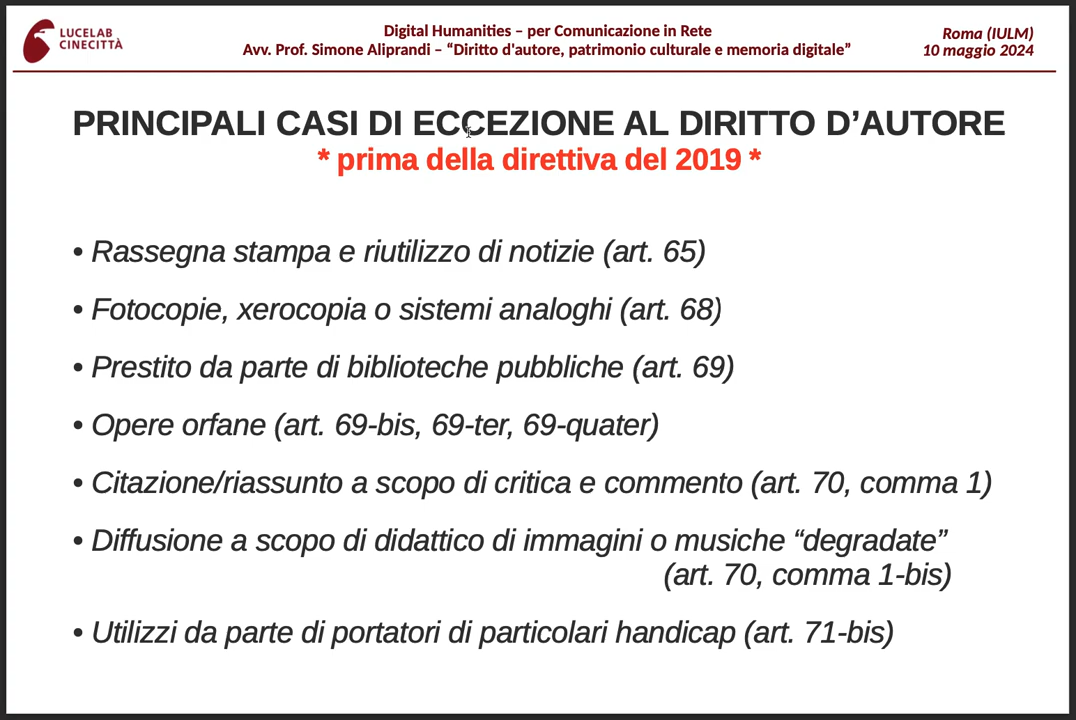 LUCELAB
CINECITTÀ
Digital Humanities – per Comunicazione in Rete
Avv. Prof. Simone Aliprandi – “Diritto d'autore, patrimonio culturale e memoria digitale”
Roma (IULM)
10 maggio 2024
PRINCIPALI CASI DI ECCEZIONE AL DIRITTO D’AUTORE
* prima della direttiva del 2019 *
• Rassegna stampa e riutilizzo di notizie (art. 65)
• Fotocopie, xerocopia o sistemi analoghi (art. 68)
• Prestito da parte di biblioteche pubbliche (art. 69)
• Opere orfane (art. 69-bis, 69-ter, 69-quater)
• Citazione/riassunto a scopo di critica e commento (art. 70, comma 1)
• Diffusione a scopo di didattico di immagini o musiche “degradate”
(art. 70, comma 1-bis)
• Utilizzi da parte di portatori di particolari handicap (art. 71-bis)